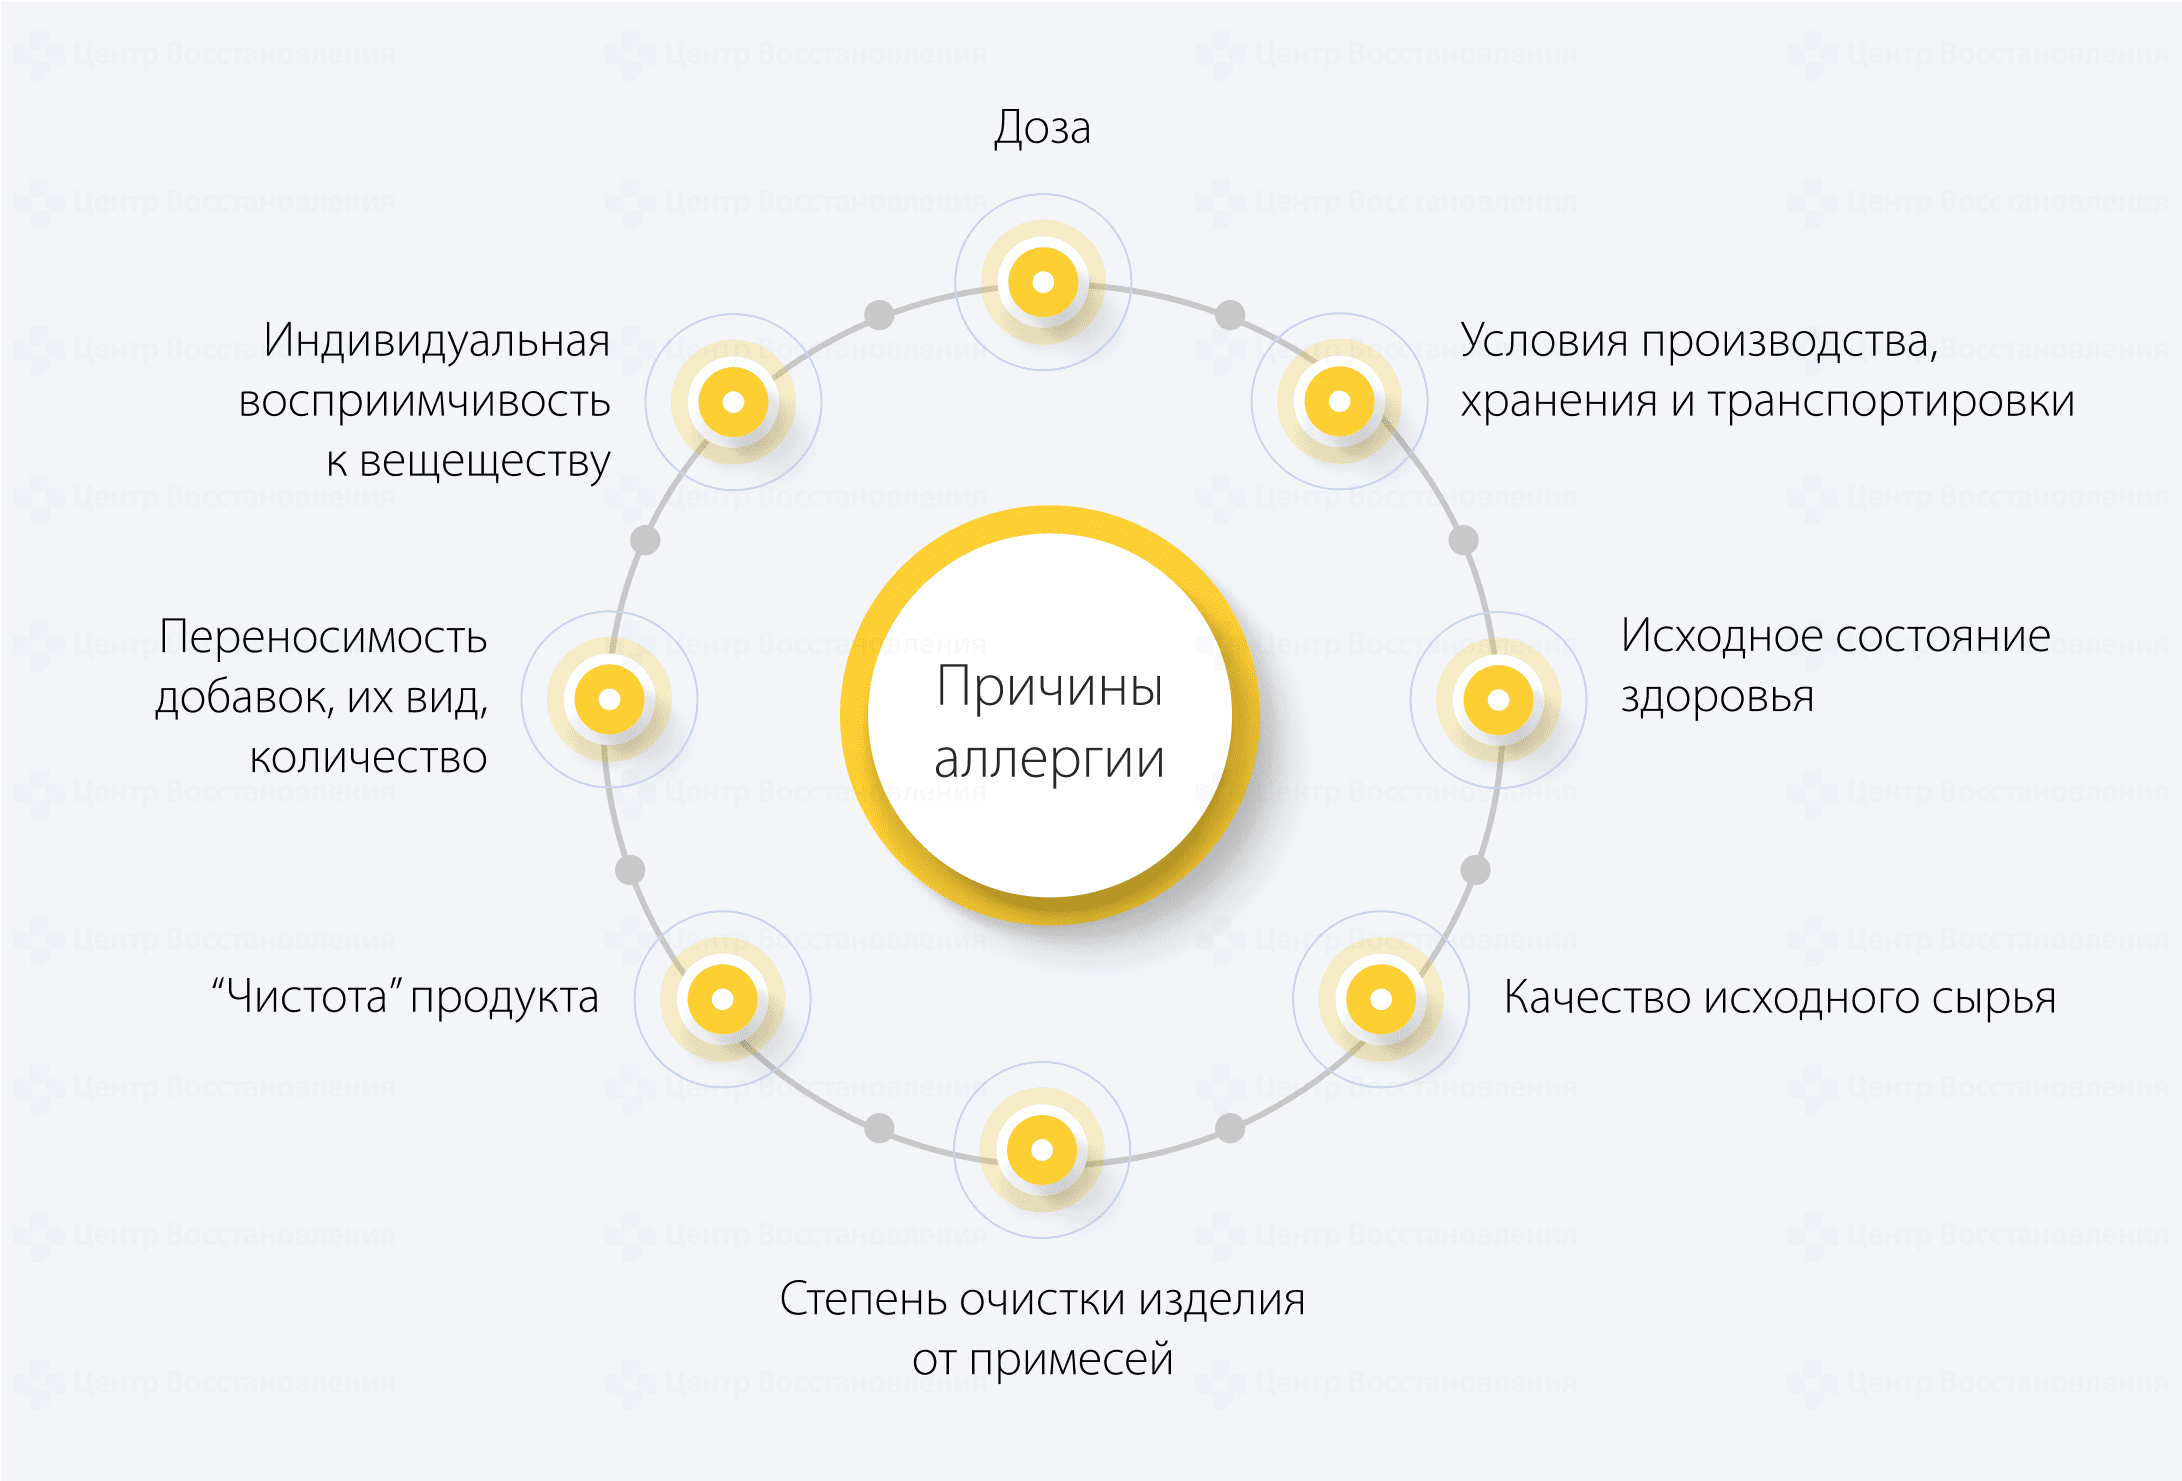 Доза
Условия производства,
хранения и транспортировки
Исходное состояние
здоровья
Качество исходного сырья
Степень очистки изделия
от примесей
“Чистота” продукта
Переносимость
добавок, их вид,
количество
Индивидуальная
восприимчивость
к вещеществу
Причины
аллергии
Центр Восстановления